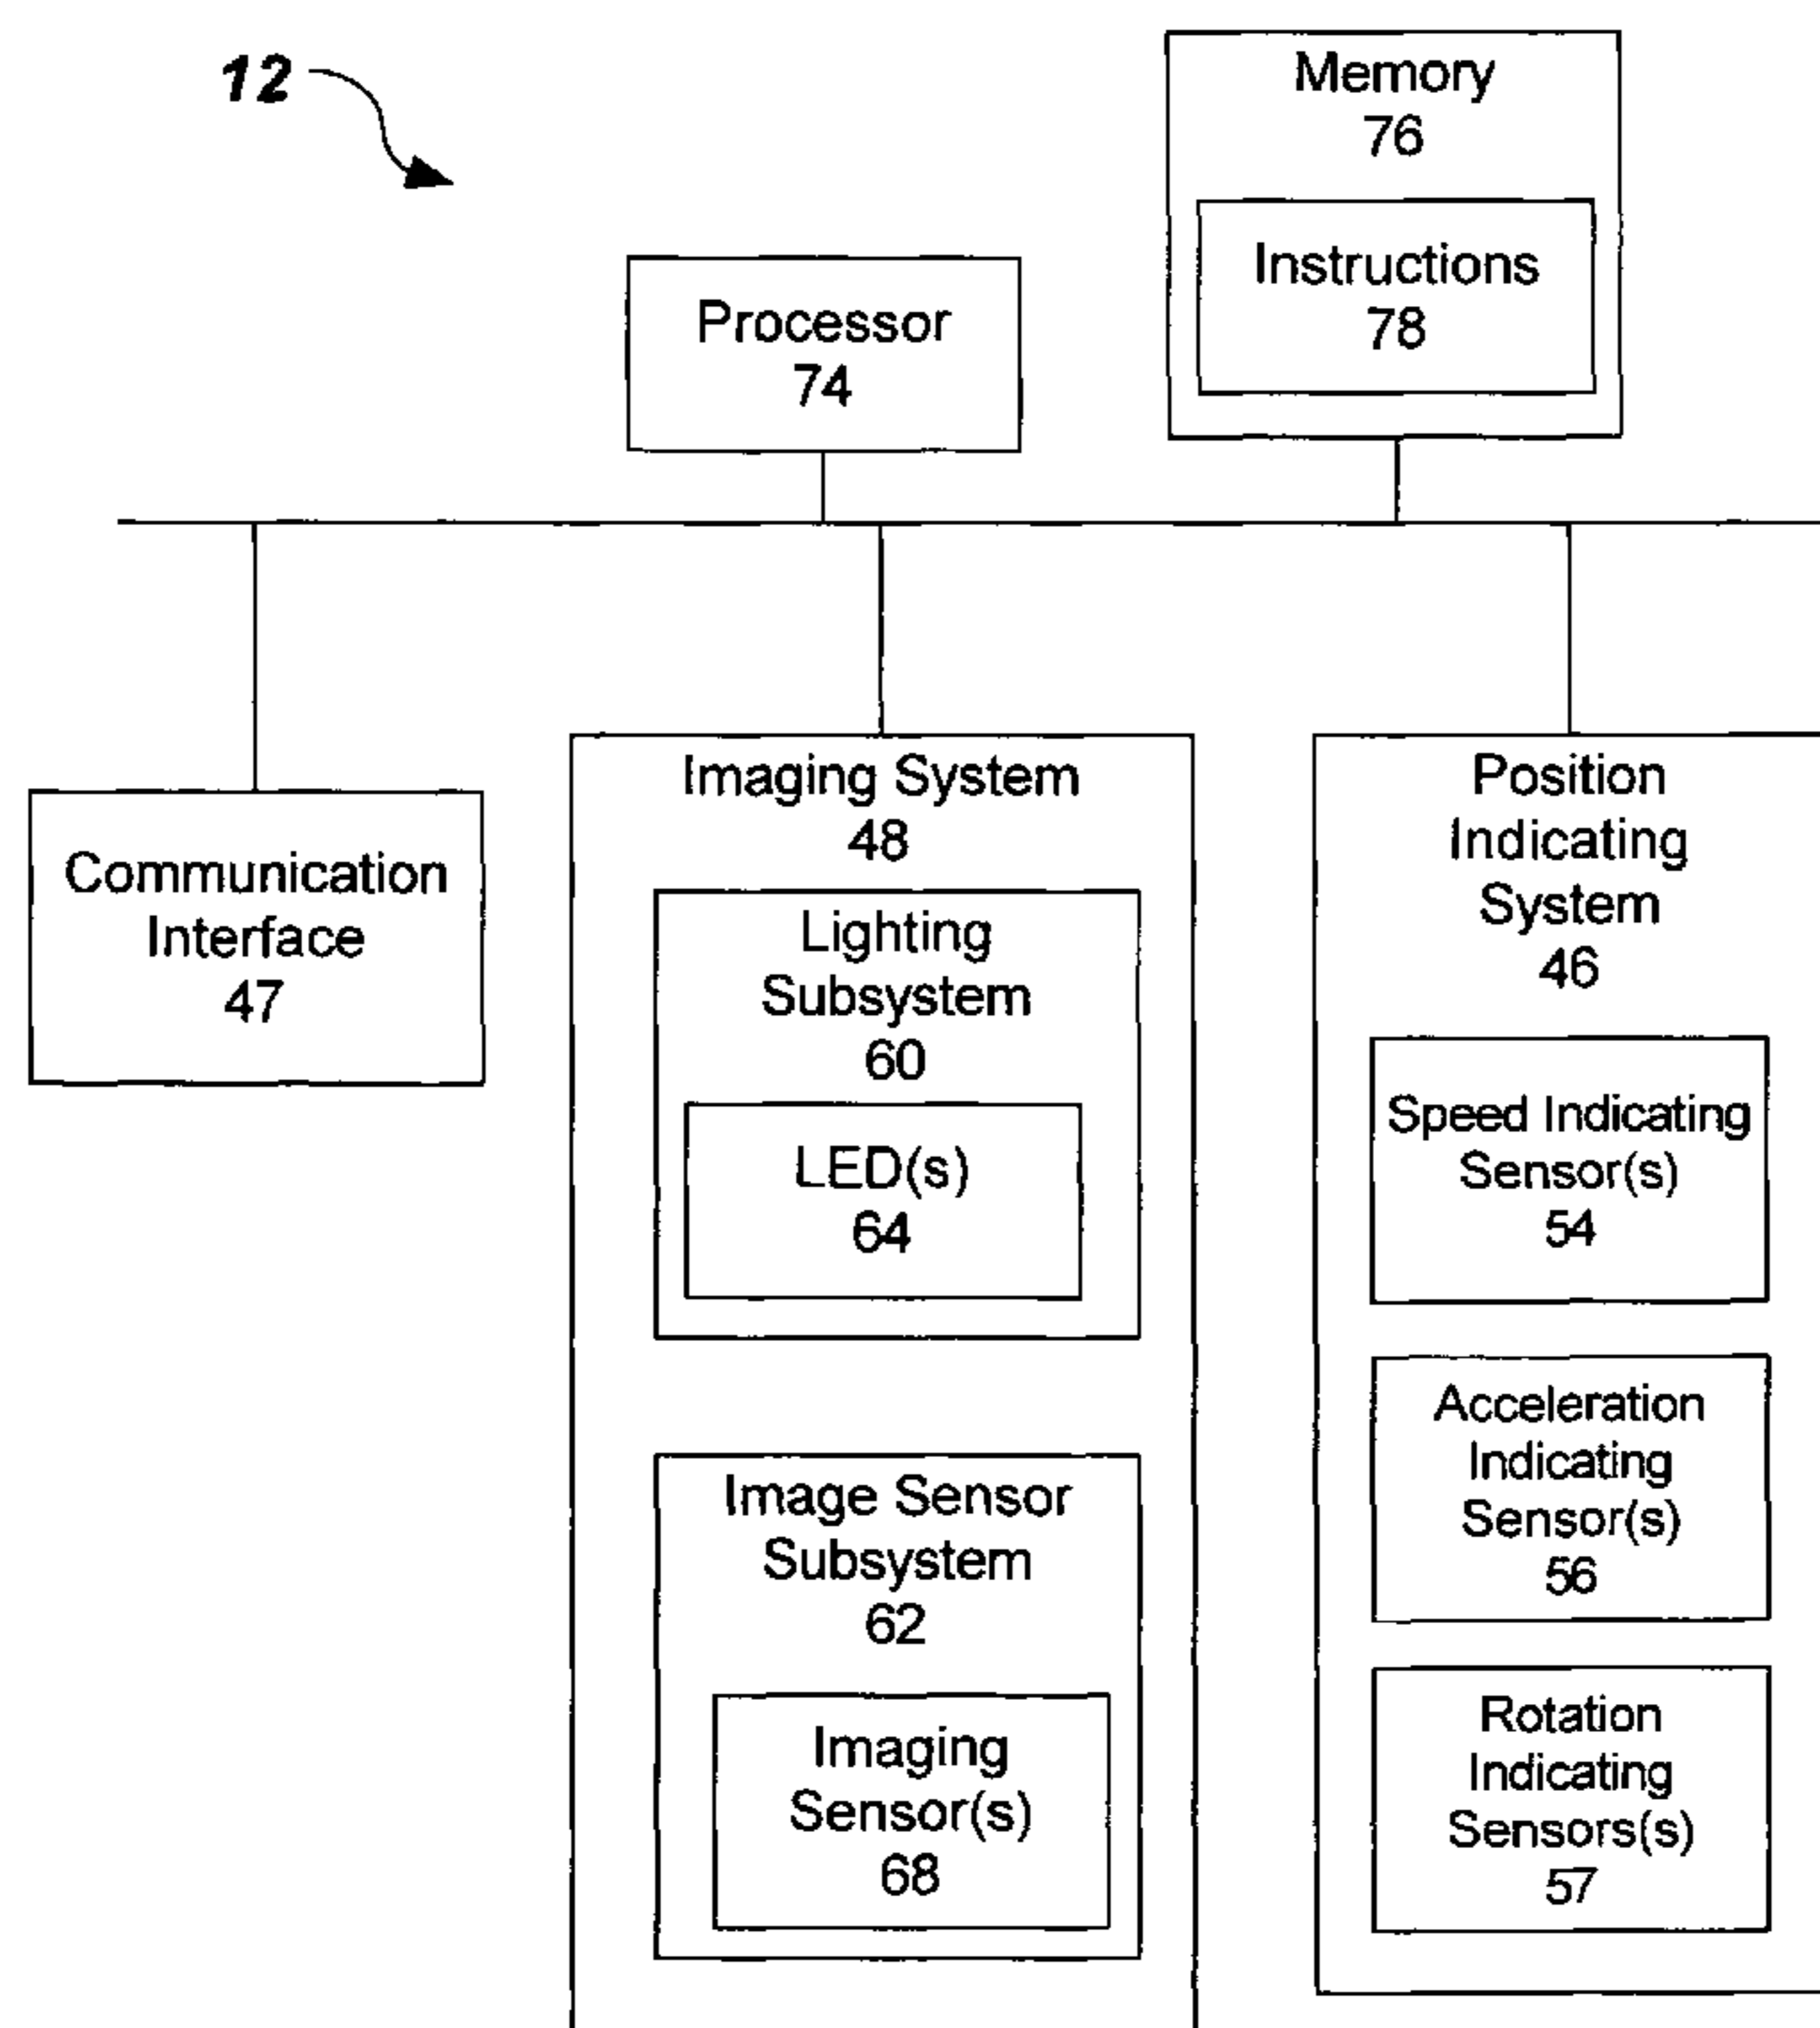 12
Memory
76
Instructions
78
Processor
74
Communication
Interface
47
Imaging System
48
Lighting
Subsystem
60
LED(s)
64
Image Sensor
Subsystem
62
Imaging
Sensor(s)
68
Position
Indicating
System
46
Speed Indicating
Sensor(s)
54
Acceleration
Indicating
Sensor(s)
56
Rotation
Indicating
Sensors(s)
57